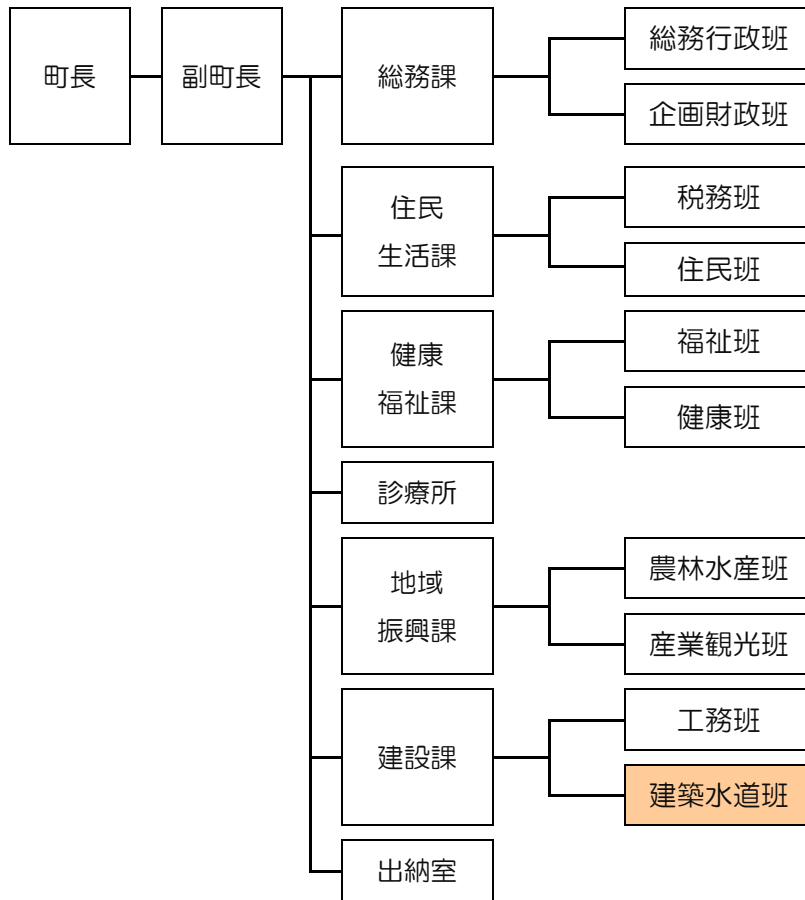 町長
副町長
総務課
総務行政班
企画財政班
住民
生活課
税務班
住民班
健康
福祉課
福祉班
健康班
診療所
地域
振興課
農林水産班
産業観光班
建設課
工務班
建築水道班
出納室